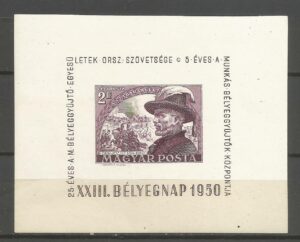 LETEK ORSZ. SZÖVETSÉGE ○ 5 ÉVES A
MUNKÁS BÉLYEGGYŰJTŐK KÖZPONTJA
25 ÉVES A M. BÉLYEGGYŰJTŐ EGYESÜ
2
MAGYAR POSTA
XXIII. BÉLYEGNAP 1950